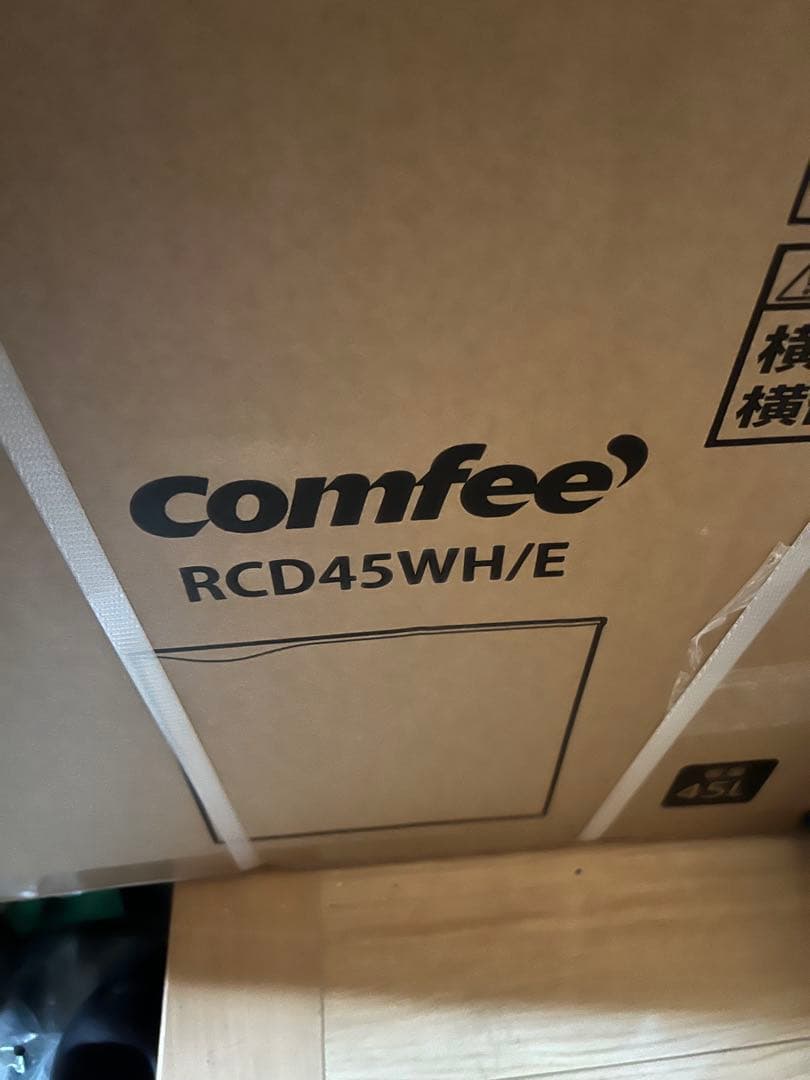 横
横
comfee'
RCD45WH/E
45L